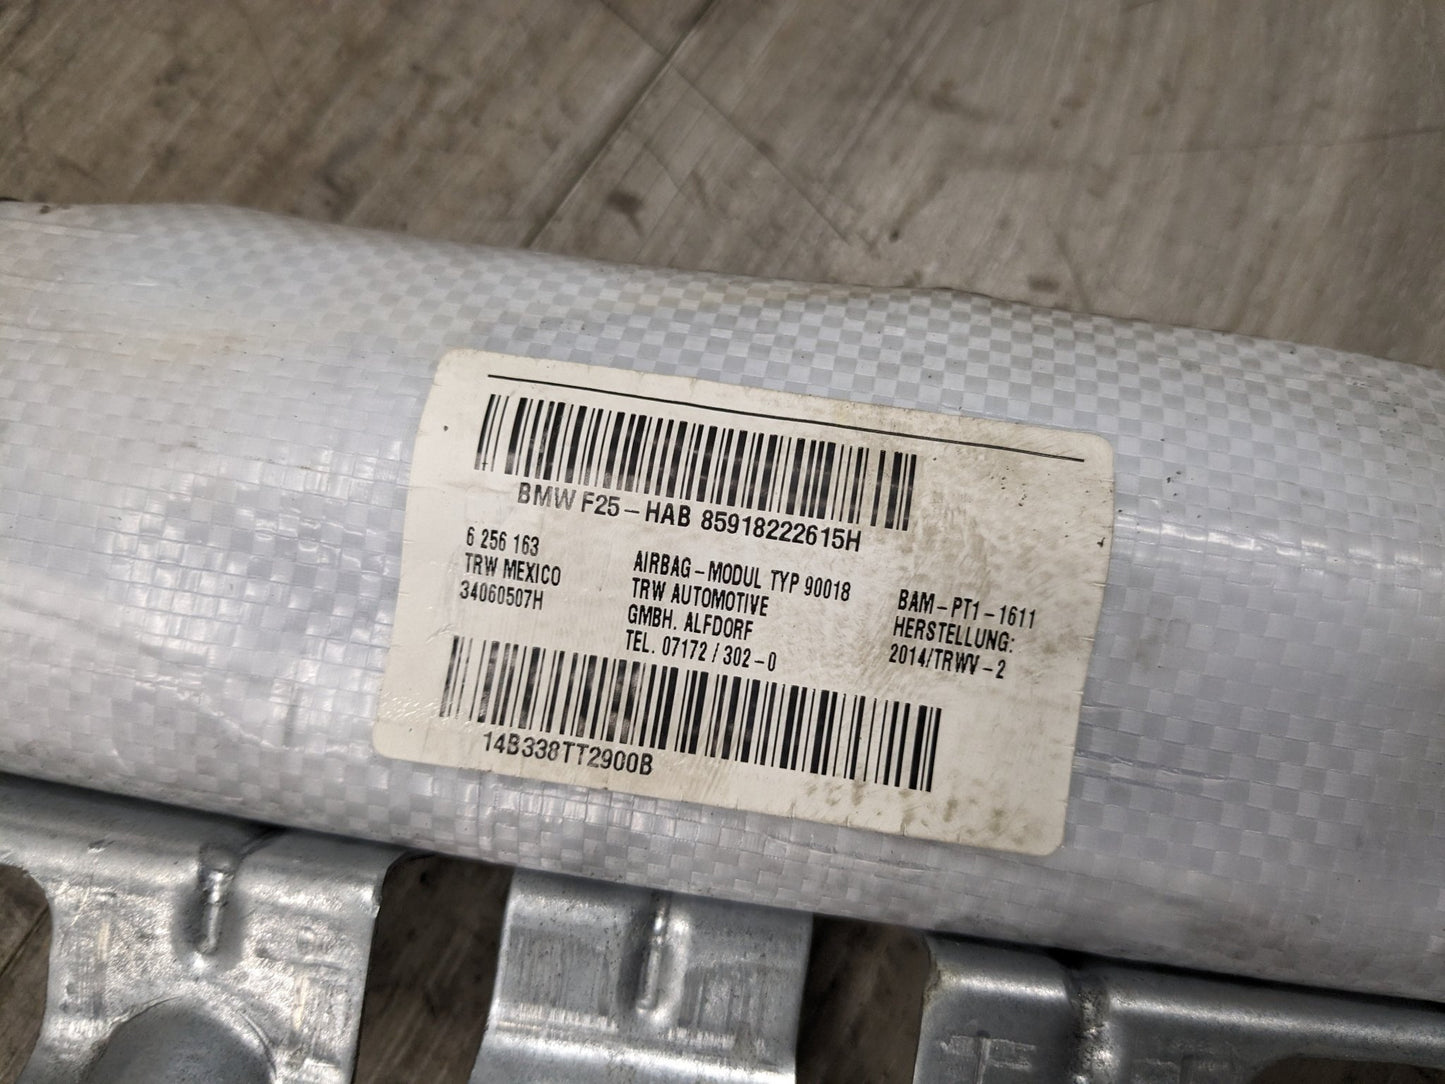 BMW F25-HAB 85918222615H
6 256 163
TRW MEXICO
34060507H
AIRBAG-MODUL TYP 90018
TRW AUTOMOTIVE
GMBH. ALFDORF
TEL. 07172 / 302-0
BAM-PT1-1611
HERSTELLUNG:
2014/TRWV-2
14B338TT2900B